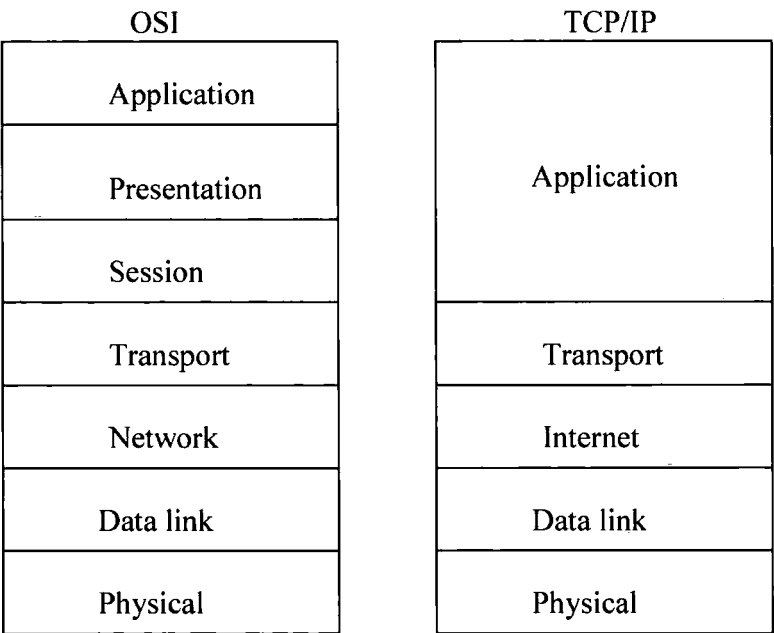 OSI
Application
Presentation
Session
Transport
Network
Data link
Physical
TCP/IP
Application
Transport
Internet
Data link
Physical